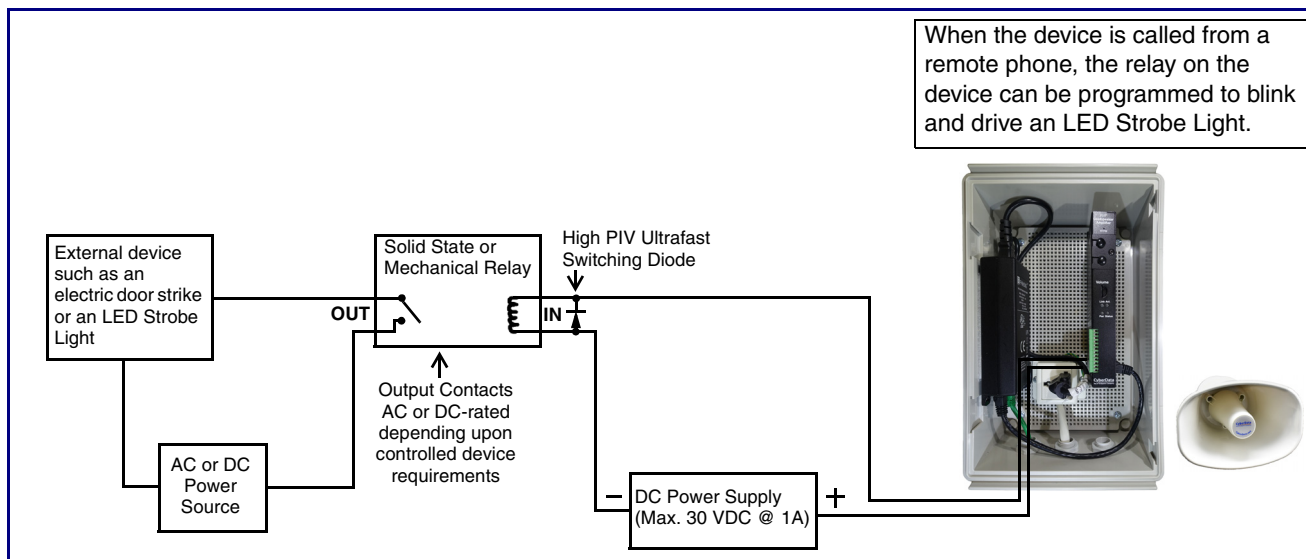 When the device is called from a
remote phone, the relay on the
device can be programmed to blink
and drive an LED Strobe Light.
External device
such as an
electric door strike
or an LED Strobe
Light
Solid State or
Mechanical Relay
High PIV Ultrafast
Switching Diode
OUT
IN
Output Contacts
AC or DC-rated
depending upon
controlled device
requirements
AC or DC
Power
Source
−
DC Power Supply
(Max. 30 VDC @ 1A)
+
CyberData